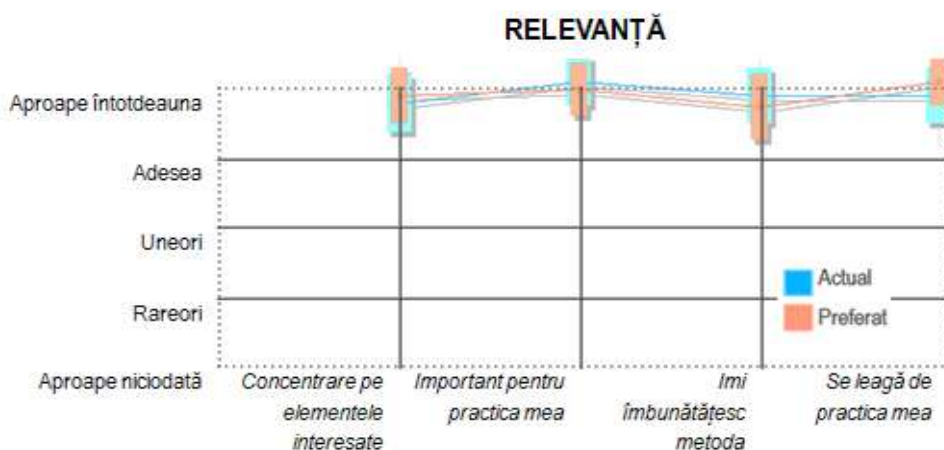 RELEVANȚĂ
Aproape întotdeauna
Adesea
Uneori
Rareori
Aproape niciodată
Actual
Preferat
Concentrare pe
elementele
interesate
Important pentru
practica mea
Imi
îmbunătățesc
metoda
Se leagă de
practica mea